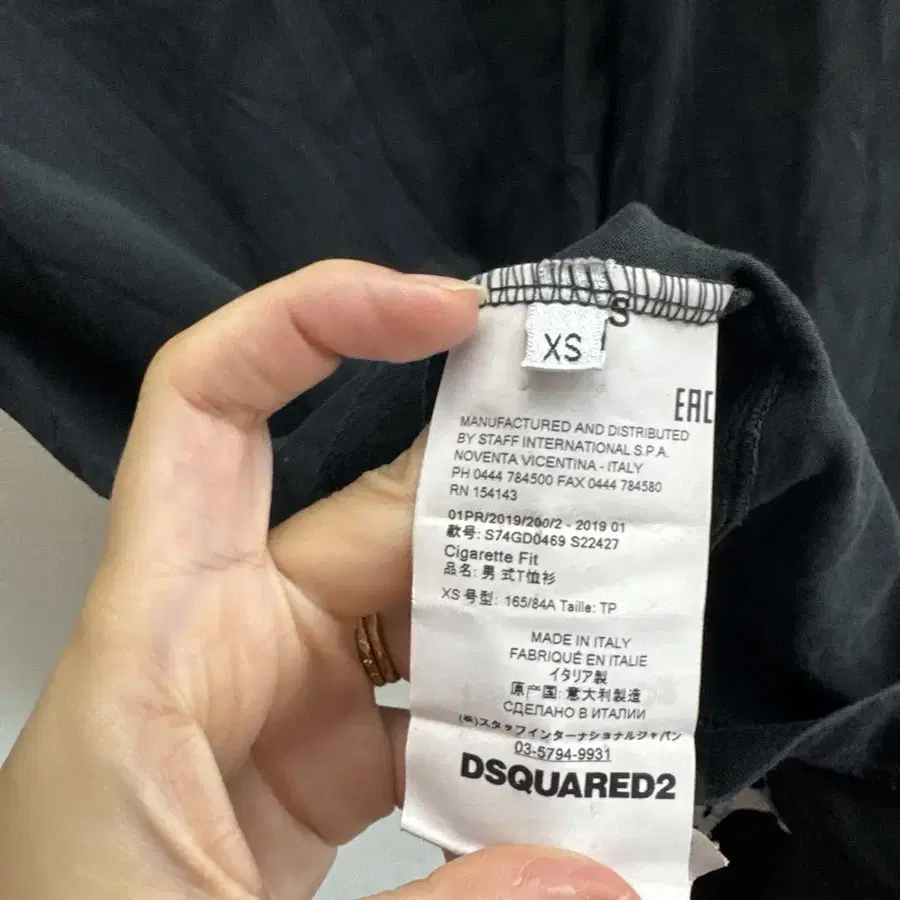 S
XS
EAC
MANUFACTURED AND DISTRIBUTED
BY STAFF INTERNATIONAL S.P.A.
NOVENTA VICENTINA - ITALY
PH 0444 784500 FAX 0444 784580
RN 154143
01PR/2019/200/2 - 2019 01
款号: S74GD0469 S22427
Cigarette Fit
品名: 男 式T恤衫
XS 号型: 165/84A Taille: TP
MADE IN ITALY
FABRIQUÉ EN ITALIE
イタリア製
原产国: 意大利製造
СДЕЛАНО В ИТАЛИИ
(株)スタッフインターナショナルジャパン
03-5794-9931
DSQUARED2